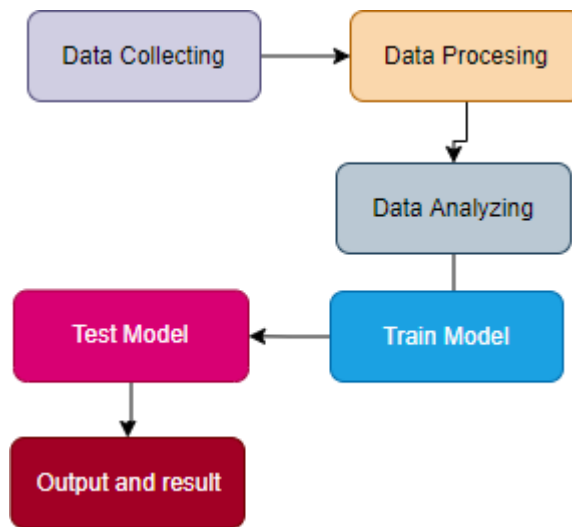 Data Collecting
Data Procesing
Data Analyzing
Train Model
Test Model
Output and result